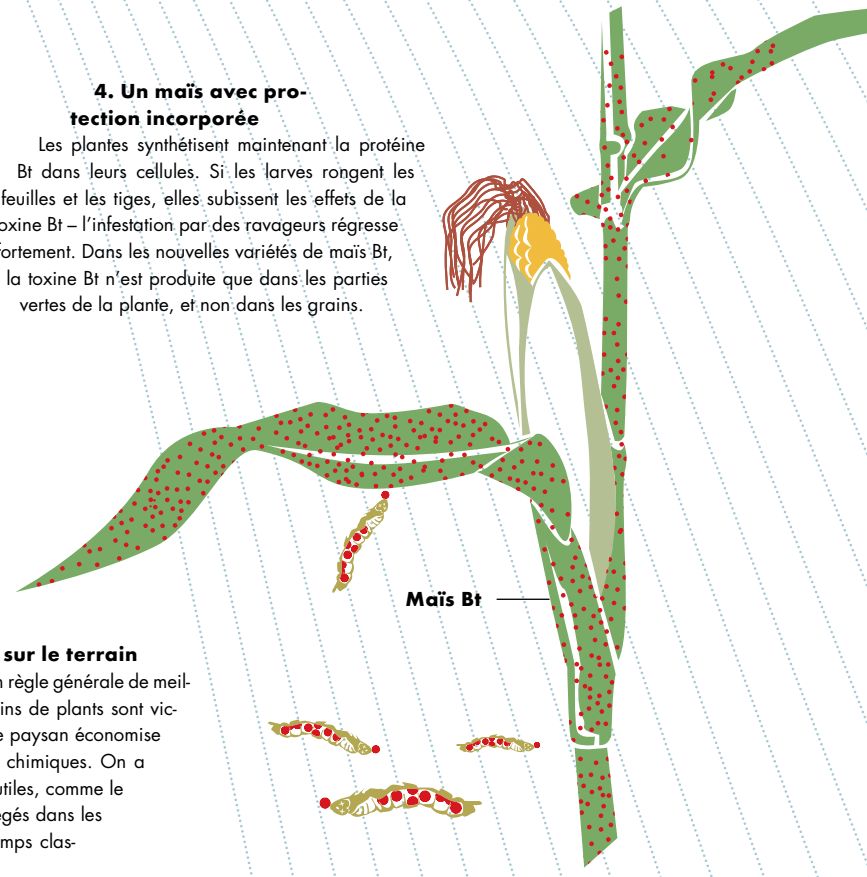 4. Un maïs avec pro-
tection incorporée
Les plantes synthétisent maintenant la protéine
Bt dans leurs cellules. Si les larves rongent les
feuilles et les tiges, elles subissent les effets de la
oxine Bt – l'infestation par des ravageurs régresse
fortement. Dans les nouvelles variétés de maïs Bt,
la toxine Bt n'est produite que dans les parties
vertes de la plante, et non dans les grains.
Maïs Bt
sur le terrain
règle générale de meil-
ins de plants sont vic-
paysan économise
chimiques. On a
utiles, comme le
égés dans les
mps clas-